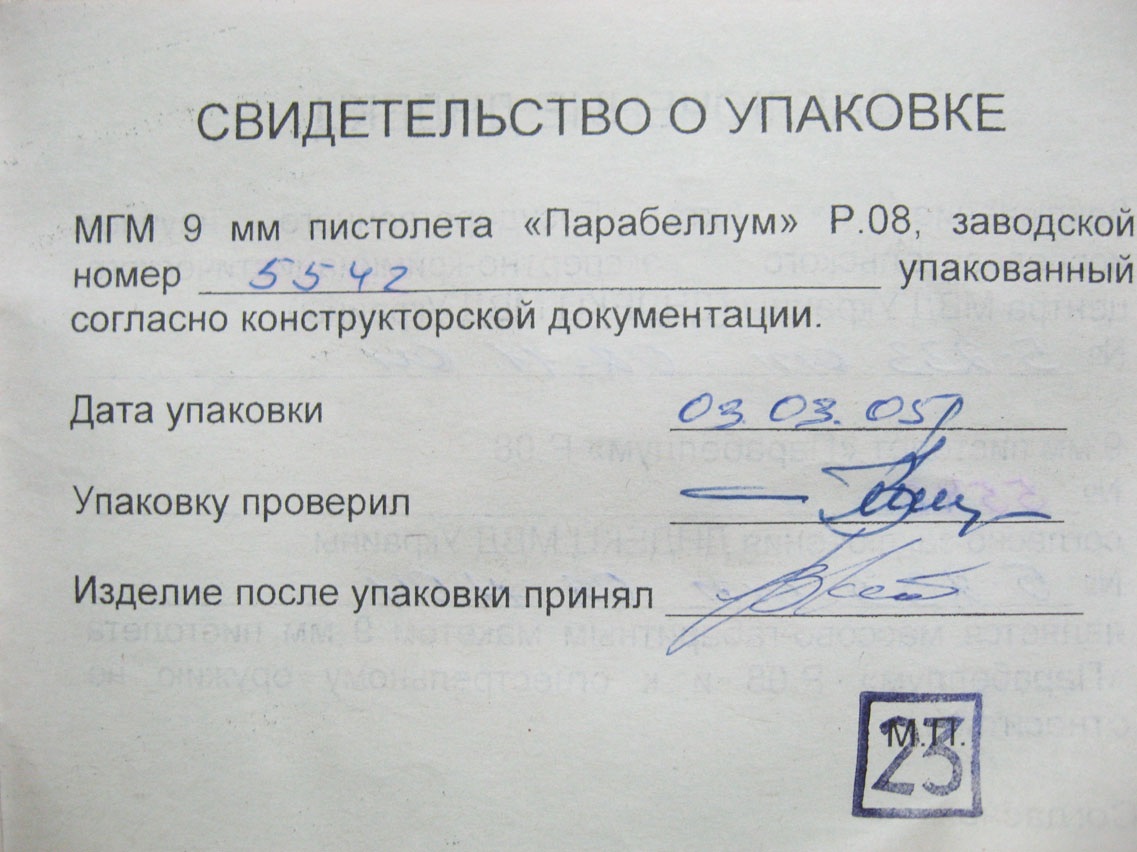 СВИДЕТЕЛЬСТВО О УПАКОВКЕ
МГМ 9 мм пистолета «Парабеллум» Р.08, заводской
номер 5542 упакованный
согласно конструкторской документации.
Дата упаковки 03.03.05
Упаковку проверил
Изделие после упаковки принял
М.П.
23